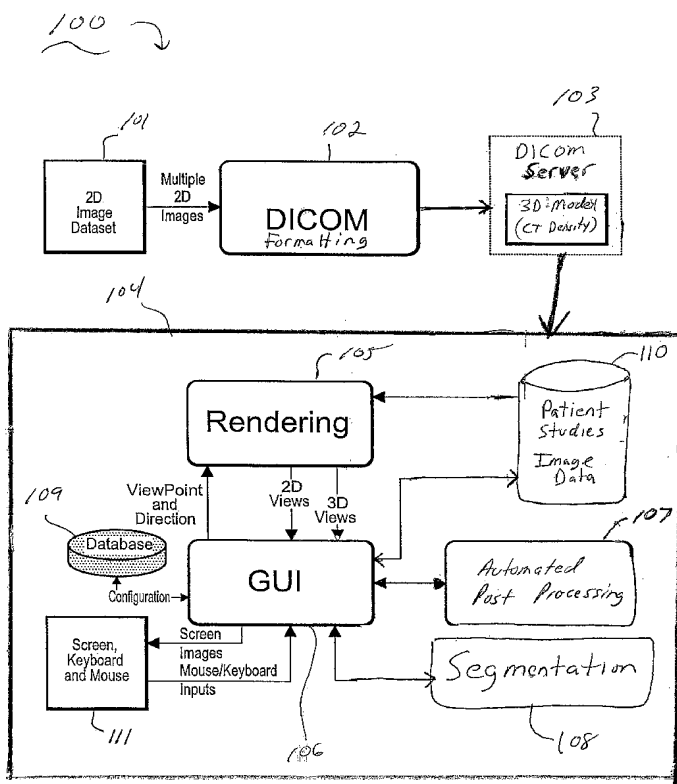 100
101
102
103
2D
Image
Dataset
Multiple
2D
Images
DICOM
Formatting
DICOM
Server
3D Model
(CT Density)
104
105
110
Rendering
Patient
Studies
Image
Data
ViewPoint
and
Direction
2D
Views
3D
Views
109
107
Database
GUI
Automated
Post Processing
Configuration
Screen,
Keyboard
and Mouse
Screen
Images
Mouse/Keyboard
Inputs
Segmentation
111
106
108